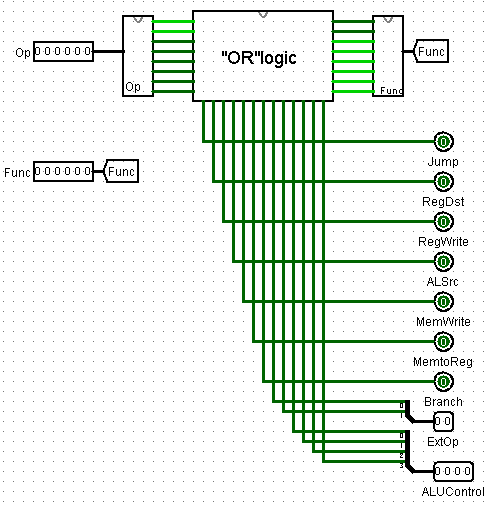 Op 000000
Op
"OR"logic
Func
Func
Func 000000
Func
0
Jump
0
RegDst
0
RegWrite
0
ALSrc
0
MemWrite
0
MemtoReg
0
Branch
0
1
00
ExtOp
0
1
2
3
0000
ALUControl